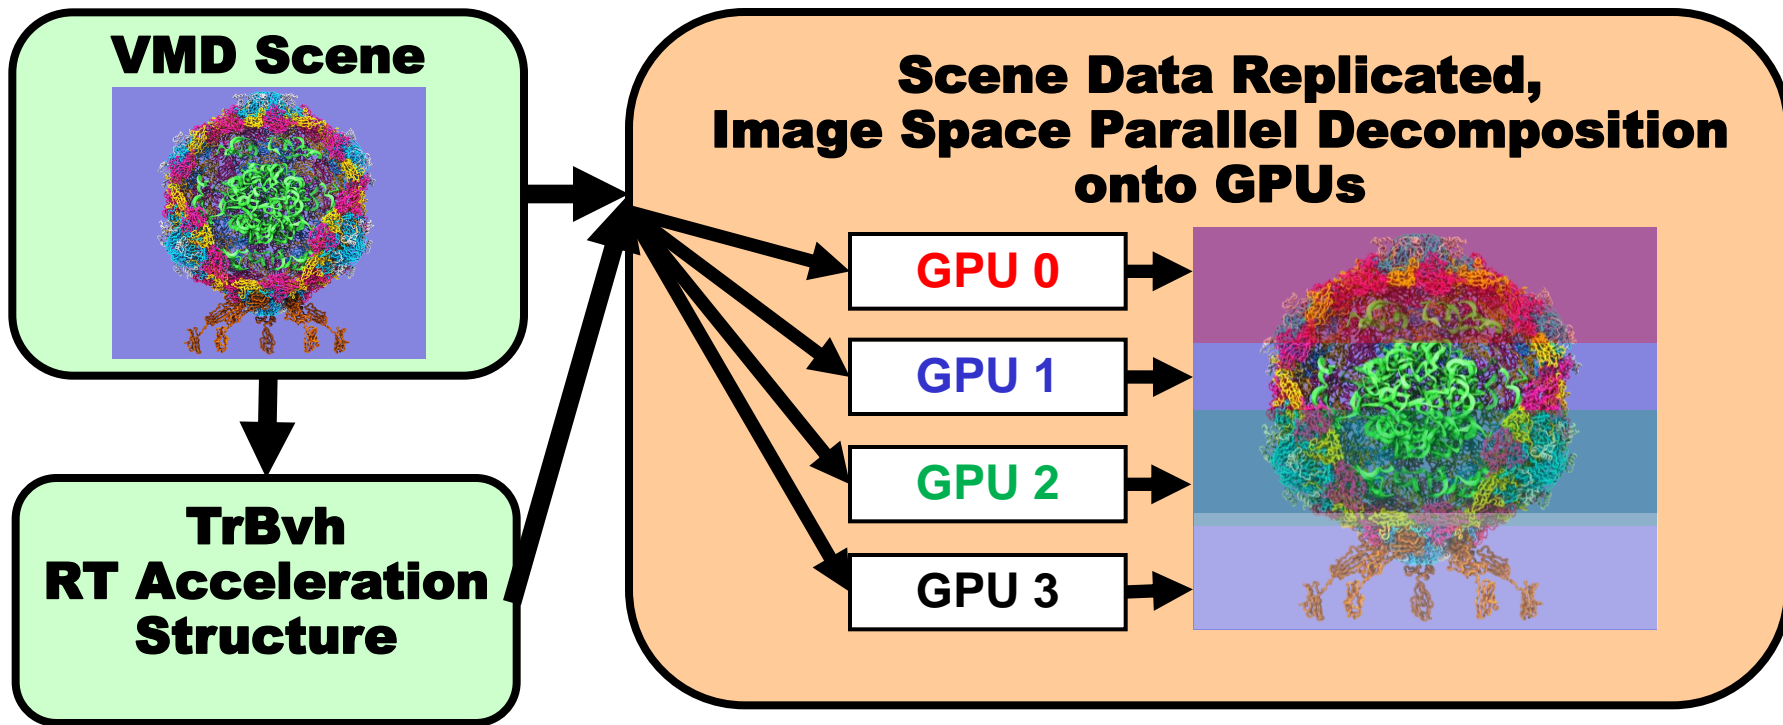 VMD Scene
TrBvh
RT Acceleration
Structure
Scene Data Replicated,
Image Space Parallel Decomposition
onto GPUs
GPU 0
GPU 1
GPU 2
GPU 3